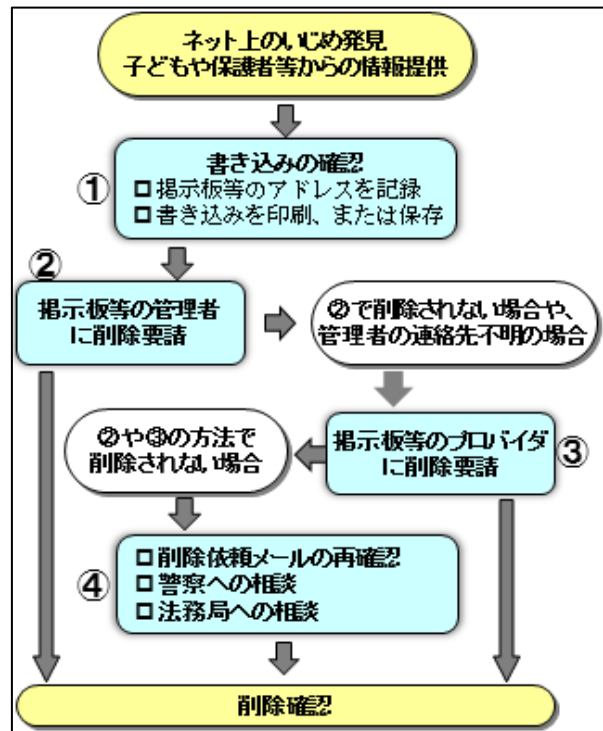 ネット上のいじめ発見
子どもや保護者等からの情報提供
①
書き込みの確認
□掲示板等のアドレスを記録
□書き込みを印刷、または保存
②
掲示板等の管理者
に削除要請
②で削除されない場合や、
管理者の連絡先不明の場合
掲示板等のプロバイダ
に削除要請
③
②や③の方法で
削除されない場合
④
□削除依頼メールの再確認
□警察への相談
□法務局への相談
削除確認